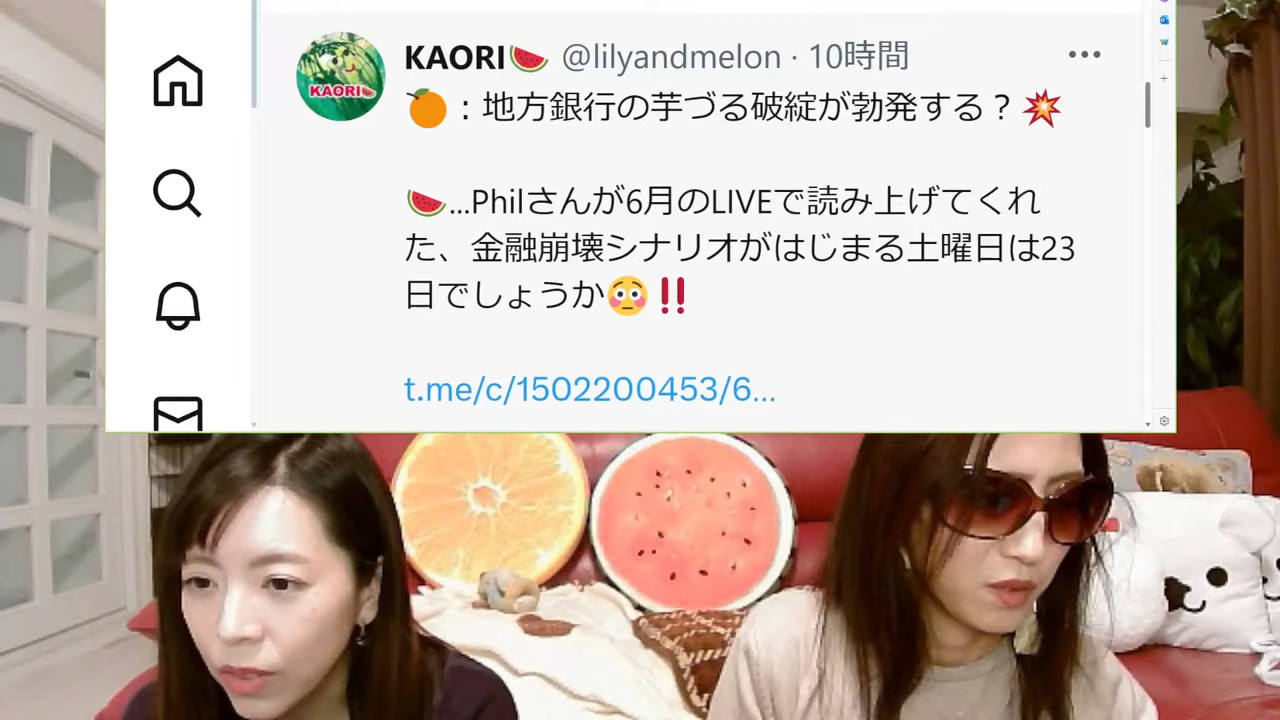 KAORI🍉 @lilyandmelon · 10時間
KAORI🍉
🍊：地方銀行の芋づる破綻が勃発する？💥
🍉...Philさんが6月のLIVEで読み上げてくれ
た、金融崩壊シナリオがはじまる土曜日は23
日でしょうか😳‼️
t.me/c/1502200453/6...